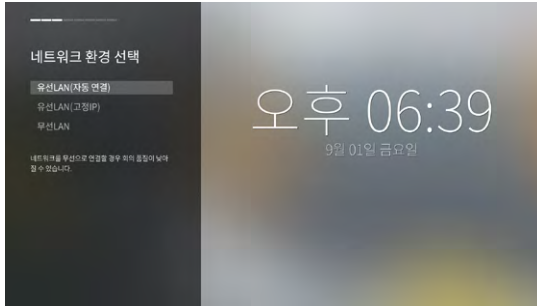 네트워크 환경 선택
유선LAN(자동 연결)
유선LAN(고정IP)
무선LAN
네트워크를 무선으로 연결할 경우 회의 품질이 낮아
질 수 있습니다.
오후 06:39
9월 01일 금요일